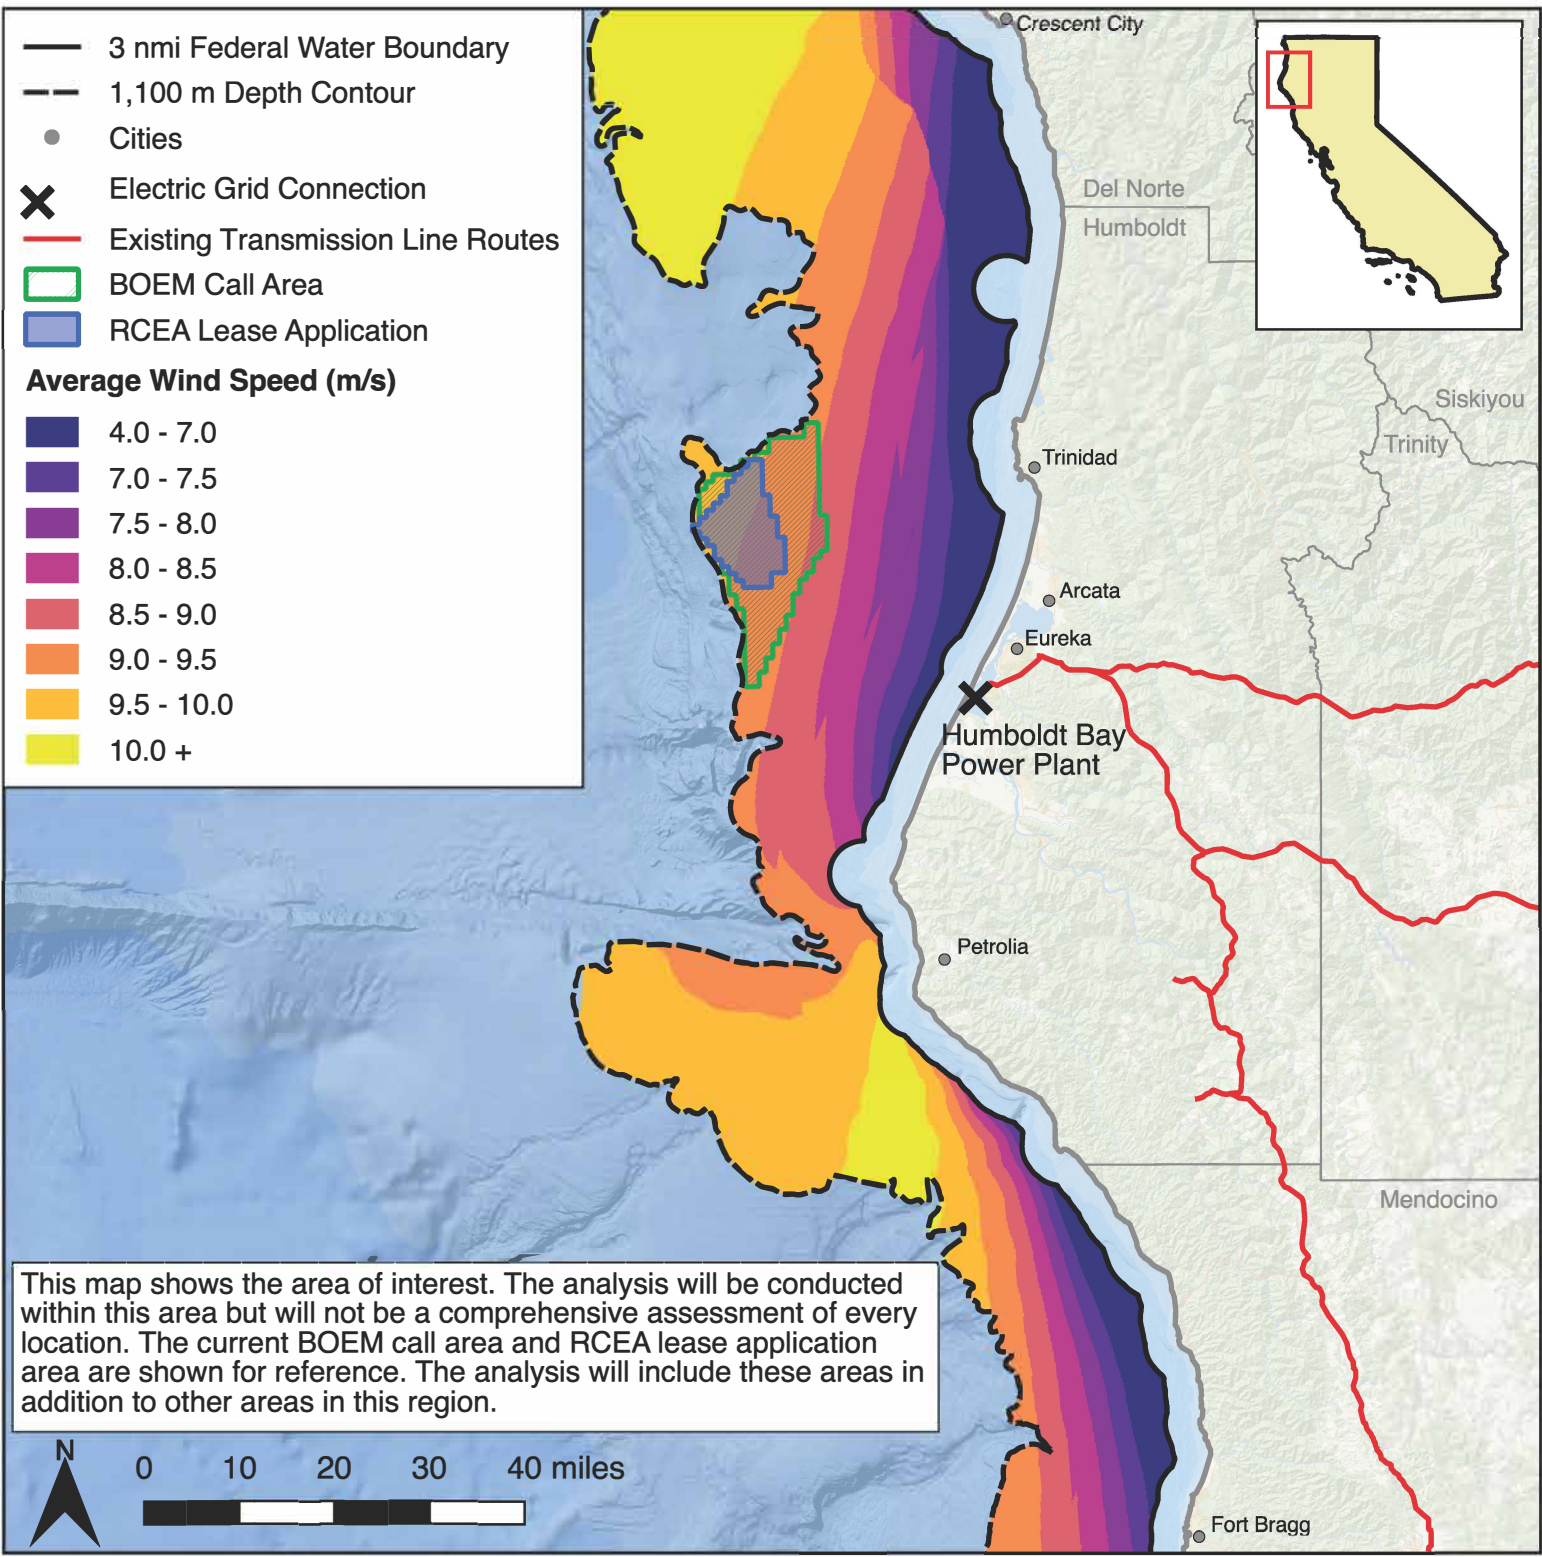 3 nmi Federal Water Boundary
1,100 m Depth Contour
Cities
Electric Grid Connection
Existing Transmission Line Routes
BOEM Call Area
RCEA Lease Application
Average Wind Speed (m/s)
4.0 - 7.0
7.0 - 7.5
7.5 - 8.0
8.0 - 8.5
8.5 - 9.0
9.0 - 9.5
9.5 - 10.0
10.0 +
Crescent City
Del Norte
Humboldt
Siskiyou
Trinity
Trinidad
Arcata
Eureka
Humboldt Bay
Power Plant
Petrolia
Mendocino
Fort Bragg
This map shows the area of interest. The analysis will be conducted
within this area but will not be a comprehensive assessment of every
location. The current BOEM call area and RCEA lease application
area are shown for reference. The analysis will include these areas in
addition to other areas in this region.
N
0 10 20 30 40 miles